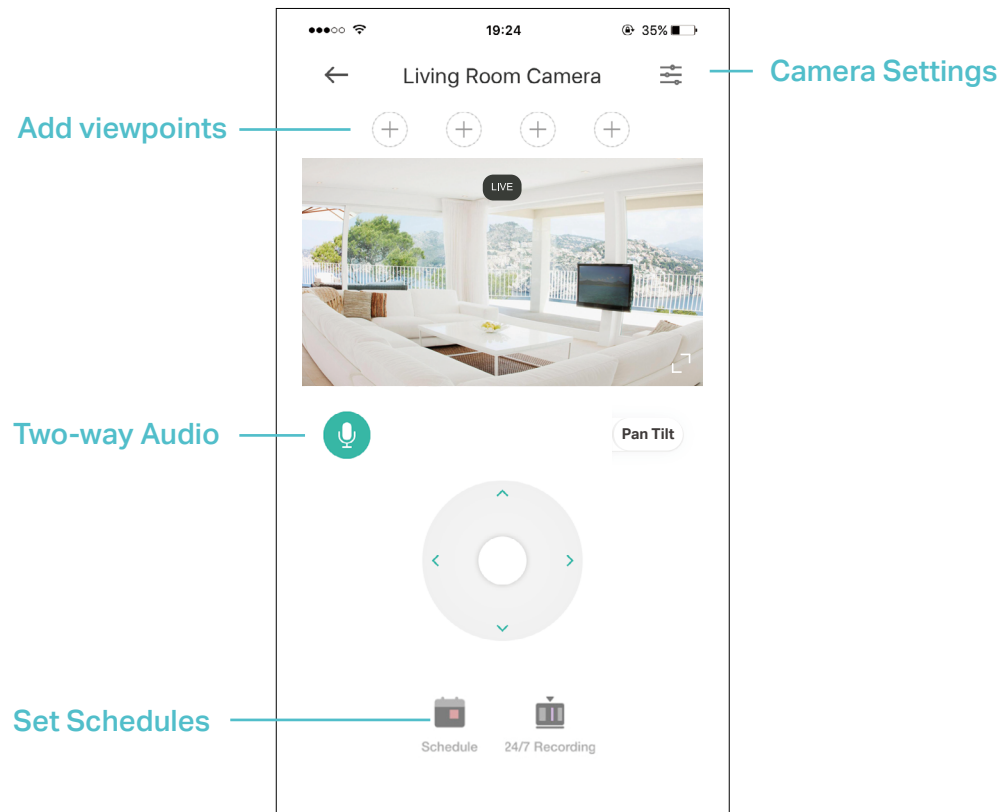 19:24
35%
Living Room Camera
Camera Settings
Add viewpoints
LIVE
Two-way Audio
Pan Tilt
Set Schedules
Schedule
24/7 Recording